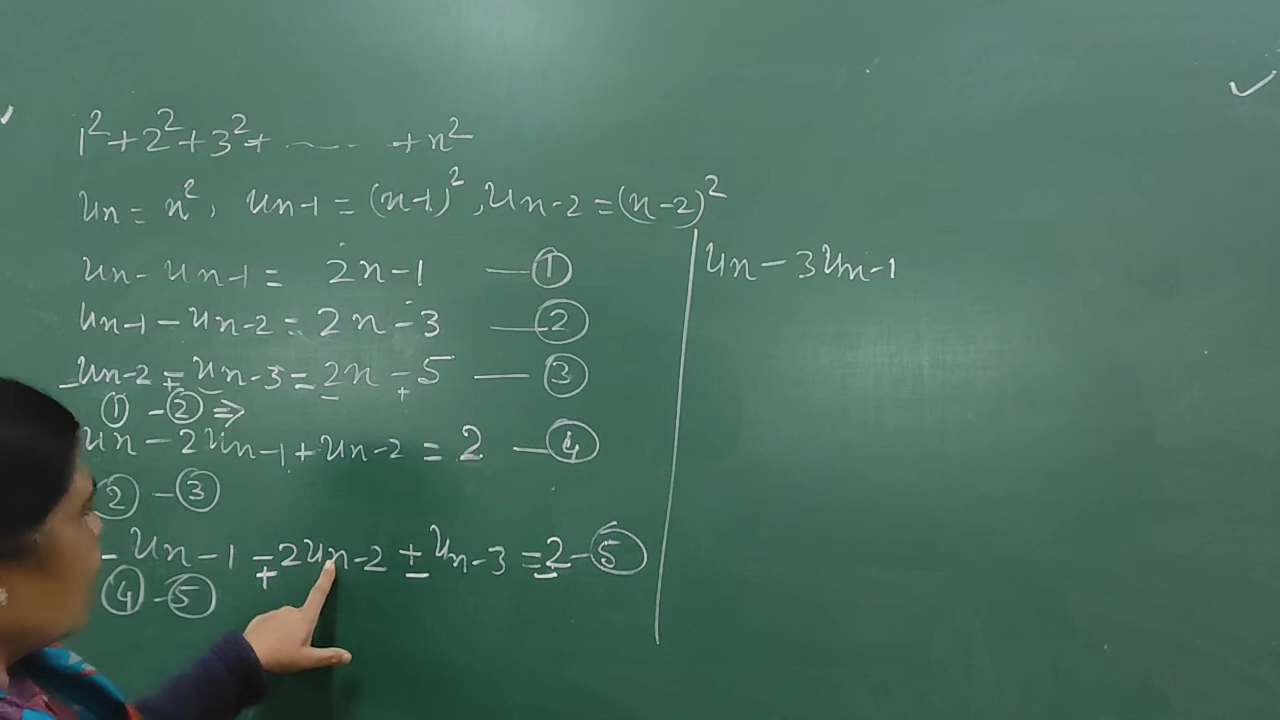 1² + 2² + 3² + ..... + n²
un = n², un-1 = (n-1)², un-2 = (n-2)²
un - un-1 = 2n-1 — ①
un-1 - un-2 = 2n-3 — ②
un-2 - un-3 = 2n-5 — ③
① - ② ⇒
un - 2un-1 + un-2 = 2 — ④
② - ③
un-1 - 2un-2 + un-3 = 2 - ⑤
④ - ⑤
un - 3un-1